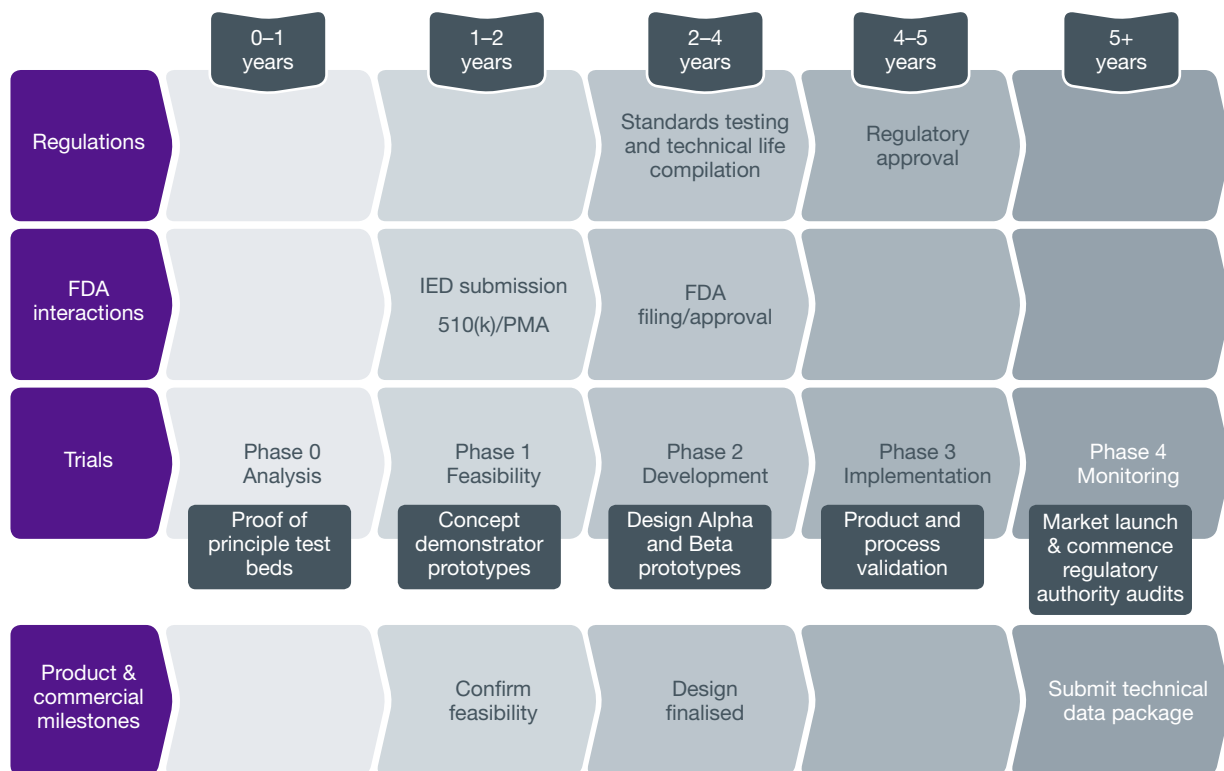 0–1
years
1–2
years
2–4
years
4–5
years
5+
years
Regulations
Standards testing
and technical life
compilation
Regulatory
approval
FDA
interactions
IED submission
510(k)/PMA
FDA
filing/approval
Trials
Phase 0
Analysis
Phase 1
Feasibility
Phase 2
Development
Phase 3
Implementation
Phase 4
Monitoring
Proof of
principle test
beds
Concept
demonstrator
prototypes
Design Alpha
and Beta
prototypes
Product and
process
validation
Market launch
& commence
regulatory
authority audits
Product &
commercial
milestones
Confirm
feasibility
Design
finalised
Submit technical
data package